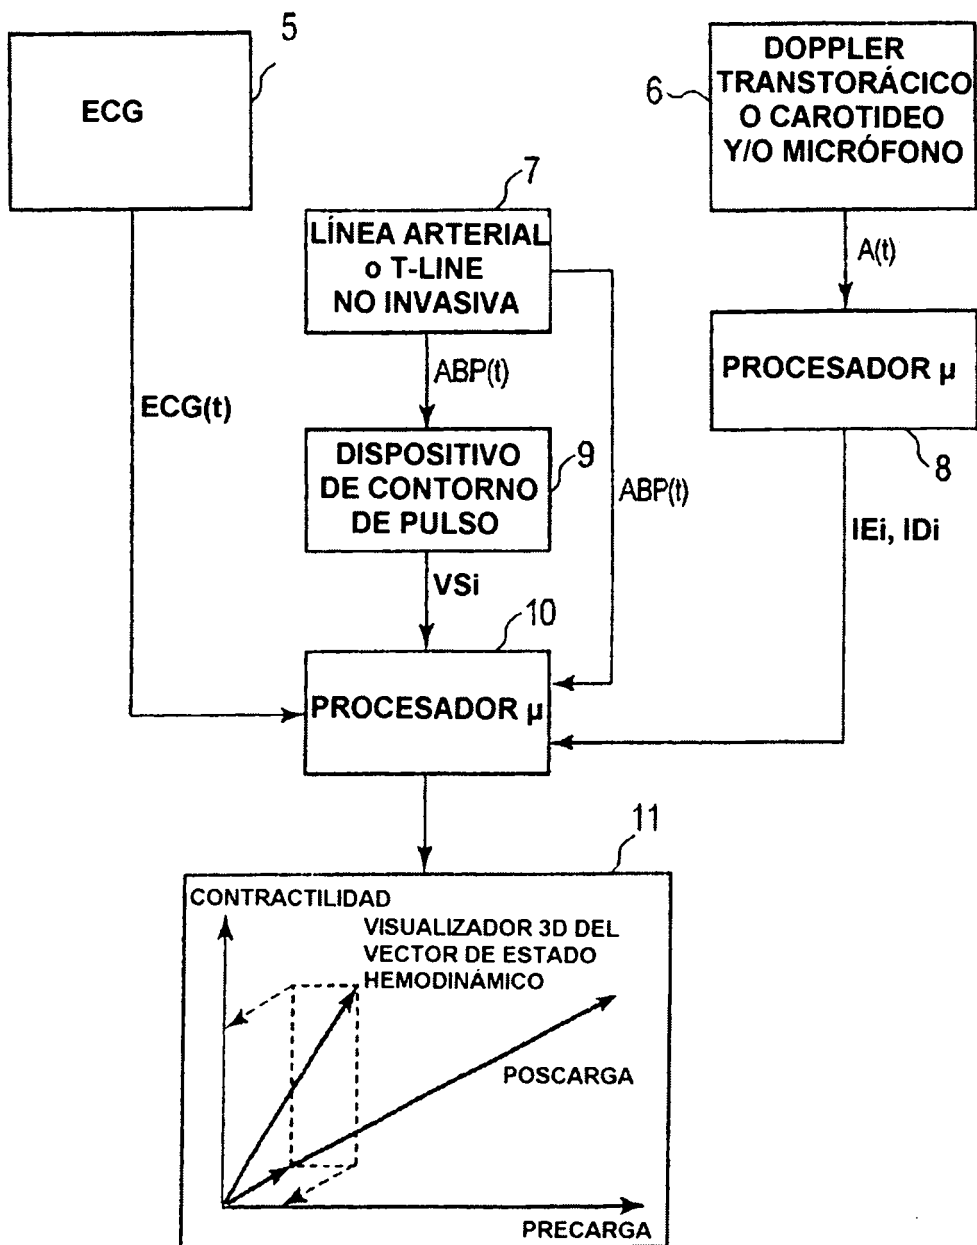 5
ECG
6
DOPPLER
TRANSTORÁCICO
O CAROTIDEO
Y/O MICRÓFONO
7
LÍNEA ARTERIAL
o T-LINE
NO INVASIVA
A(t)
PROCESADOR µ
8
ECG(t)
ABP(t)
DISPOSITIVO
DE CONTORNO
DE PULSO
9
ABP(t)
IEi, IDi
VSi
10
PROCESADOR µ
11
CONTRACTILIDAD
VISUALIZADOR 3D DEL
VECTOR DE ESTADO
HEMODINÁMICO
POSCARGA
PRECARGA